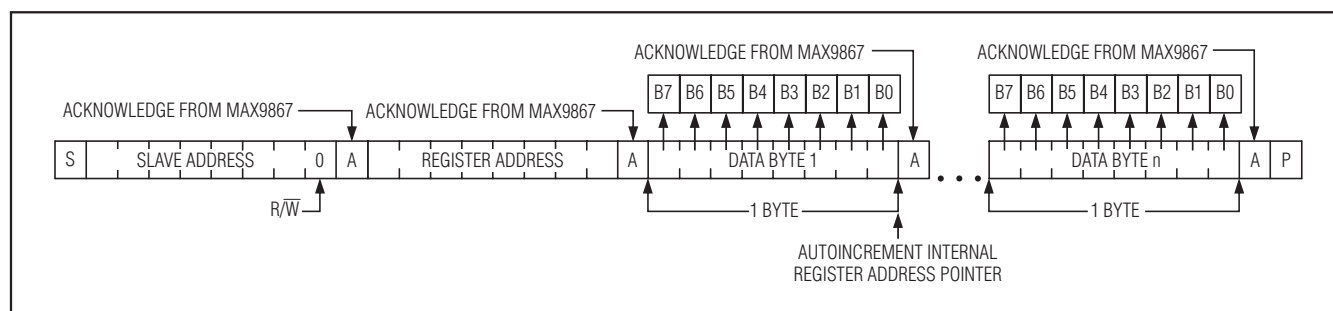 ACKNOWLEDGE FROM MAX9867 ACKNOWLEDGE FROM MAX9867
B7 B6 B5 B4 B3 B2 B1 B0 B7 B6 B5 B4 B3 B2 B1 B0
ACKNOWLEDGE FROM MAX9867 ACKNOWLEDGE FROM MAX9867
S SLAVE ADDRESS 0 A REGISTER ADDRESS A DATA BYTE 1 A DATA BYTE n A P
R/W̅ 1 BYTE 1 BYTE
AUTOINCREMENT INTERNAL
REGISTER ADDRESS POINTER